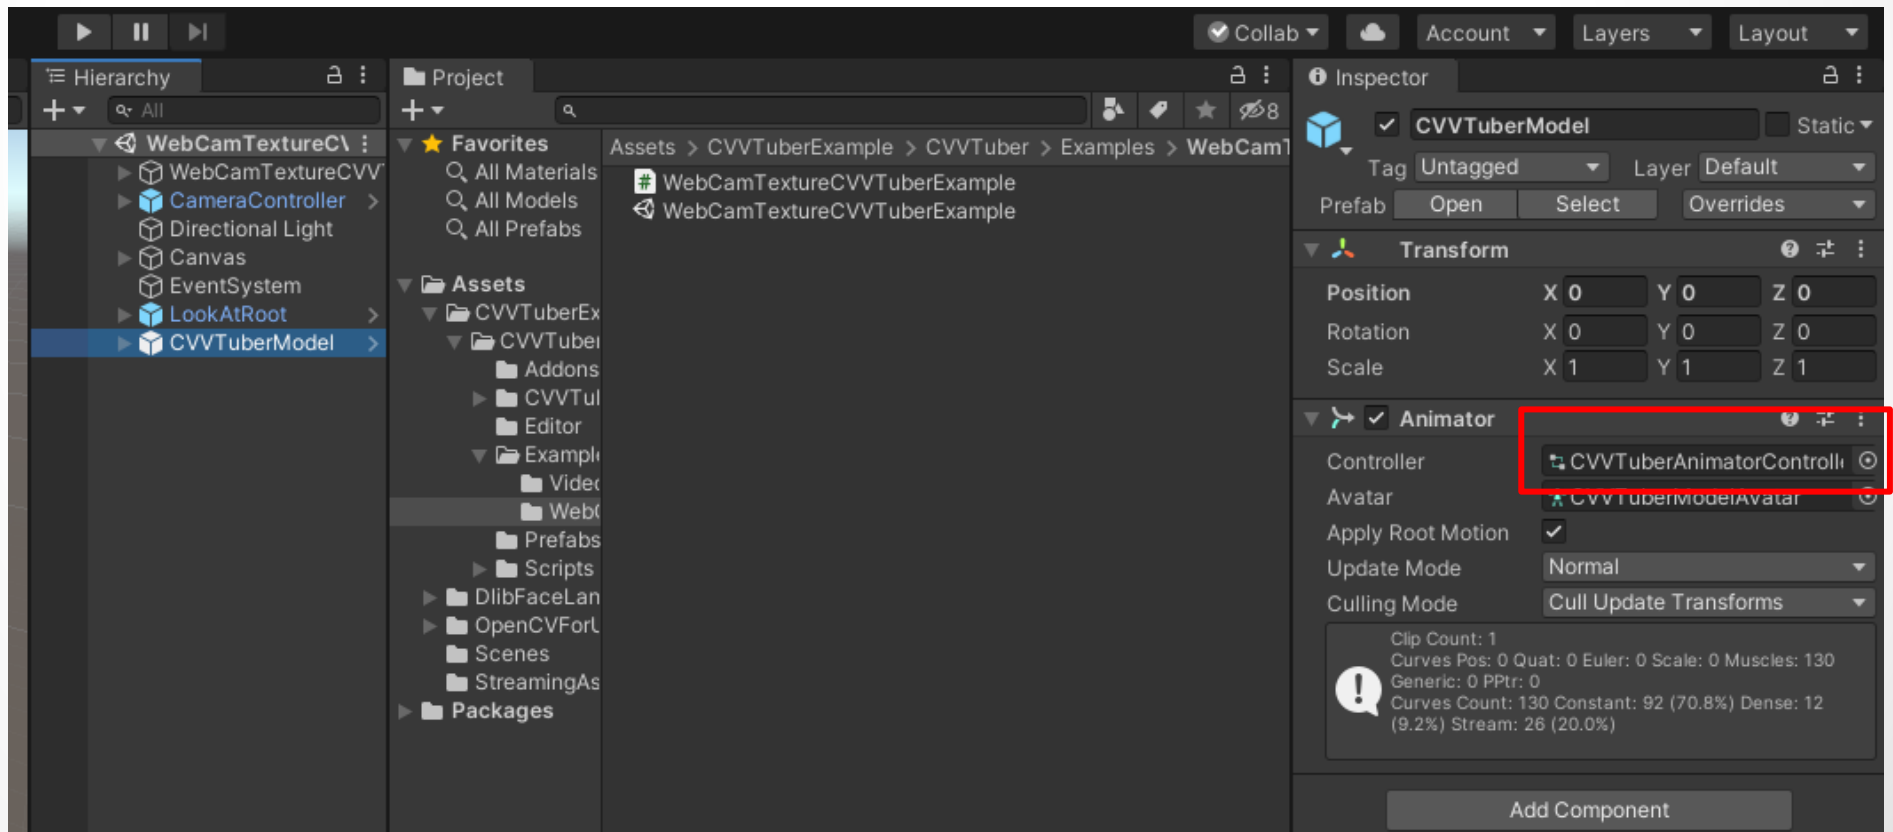 Collab
Account
Layers
Layout
Hierarchy
All
WebCamTextureC\
WebCamTextureCVV
CameraController
Directional Light
Canvas
EventSystem
LookAtRoot
CVVTuberModel
Project
8
Favorites
All Materials
All Models
All Prefabs
Assets
CVVTuberEx
CVVTube
Addons
CVVTul
Editor
Exampl
Video
Web
Prefabs
Scripts
DlibFaceLan
OpenCVForU
Scenes
StreamingAs
Packages
Assets > CVVTuberExample > CVVTuber > Examples > WebCam
WebCamTextureCVVTuberExample
WebCamTextureCVVTuberExample
Inspector
CVVTuberModel
Static
Tag Untagged Layer Default
Prefab Open Select Overrides
Transform
Position X 0 Y 0 Z 0
Rotation X 0 Y 0 Z 0
Scale X 1 Y 1 Z 1
Animator
Controller CVVTuberAnimatorControll
Avatar CVVTuberModelAvatar
Apply Root Motion
Update Mode Normal
Culling Mode Cull Update Transforms
Clip Count: 1
Curves Pos: 0 Quat: 0 Euler: 0 Scale: 0 Muscles: 130
Generic: 0 PPtr: 0
Curves Count: 130 Constant: 92 (70.8%) Dense: 12
(9.2%) Stream: 26 (20.0%)
Add Component